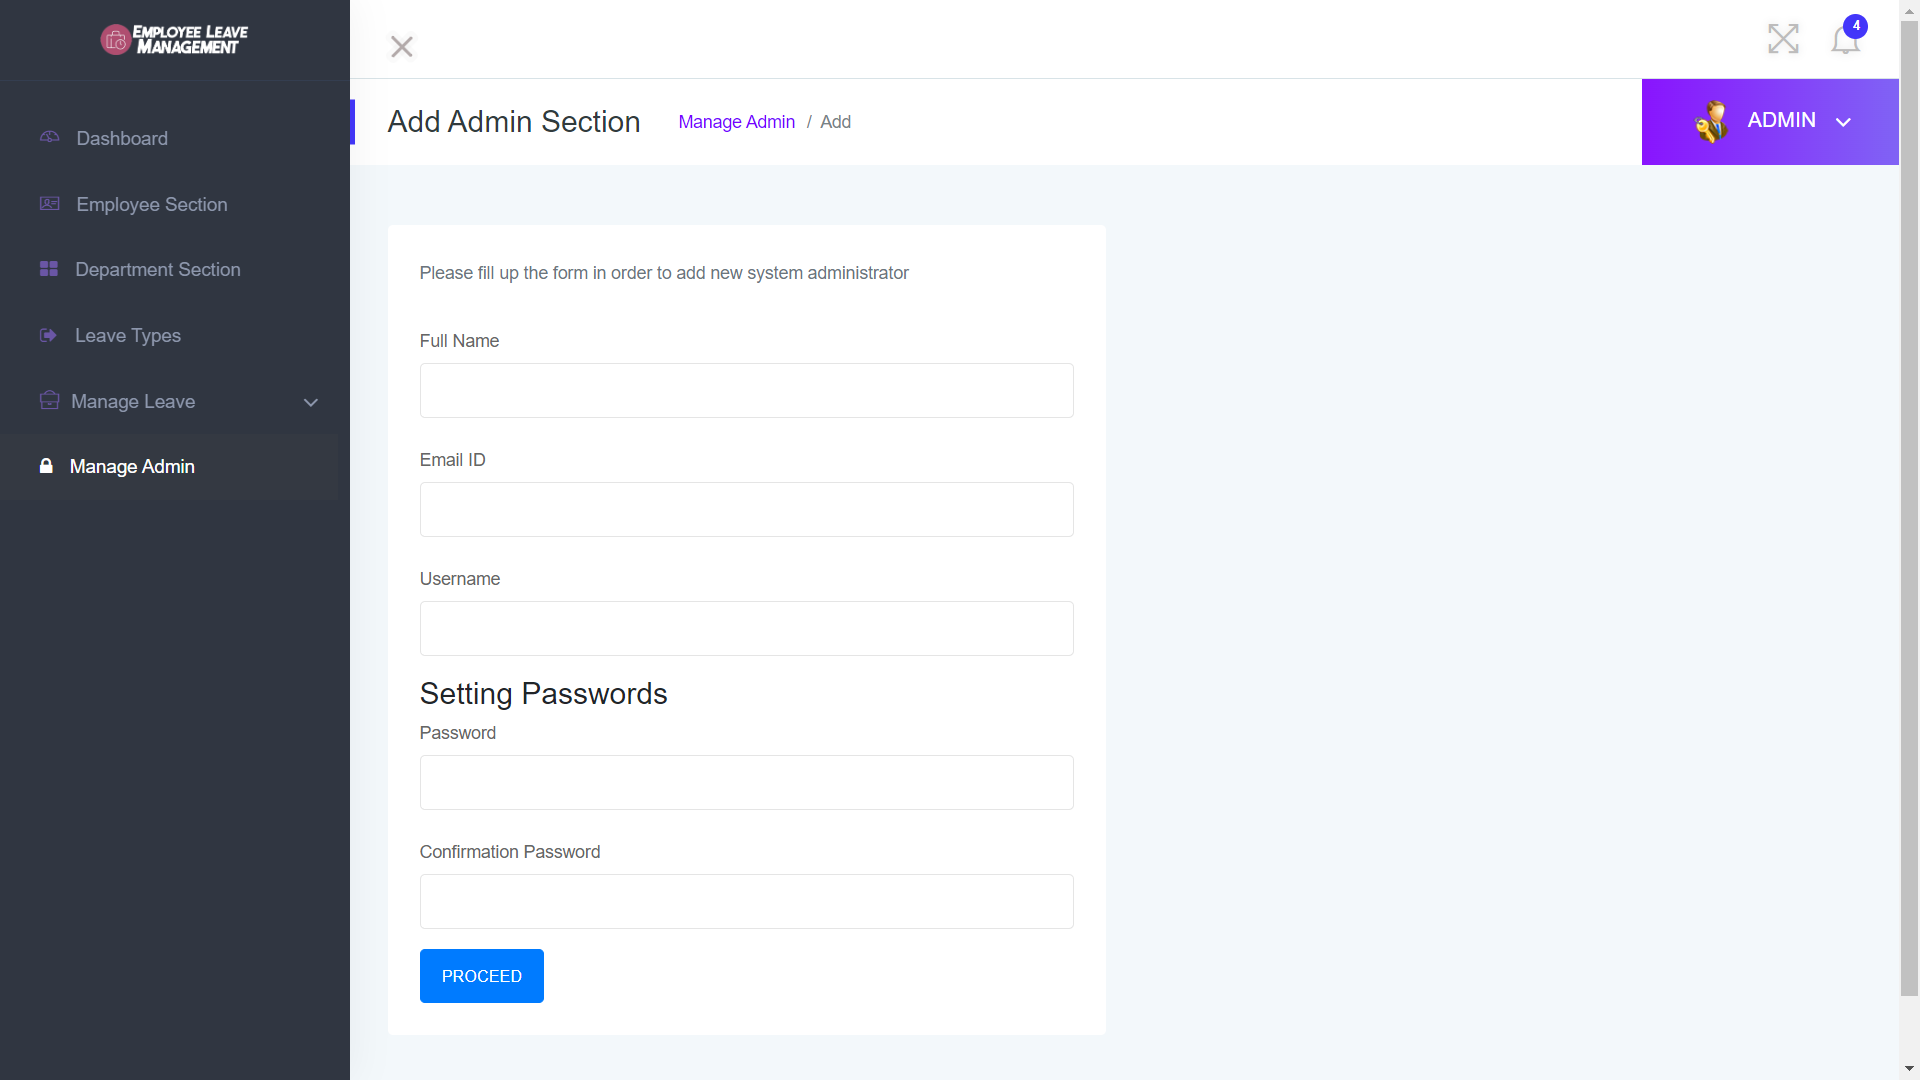 EMPLOYEE LEAVE
MANAGEMENT
4
Add Admin Section
Manage Admin / Add
ADMIN
Dashboard
Employee Section
Department Section
Leave Types
Manage Leave
Manage Admin
Please fill up the form in order to add new system administrator
Full Name
Email ID
Username
Setting Passwords
Password
Confirmation Password
PROCEED